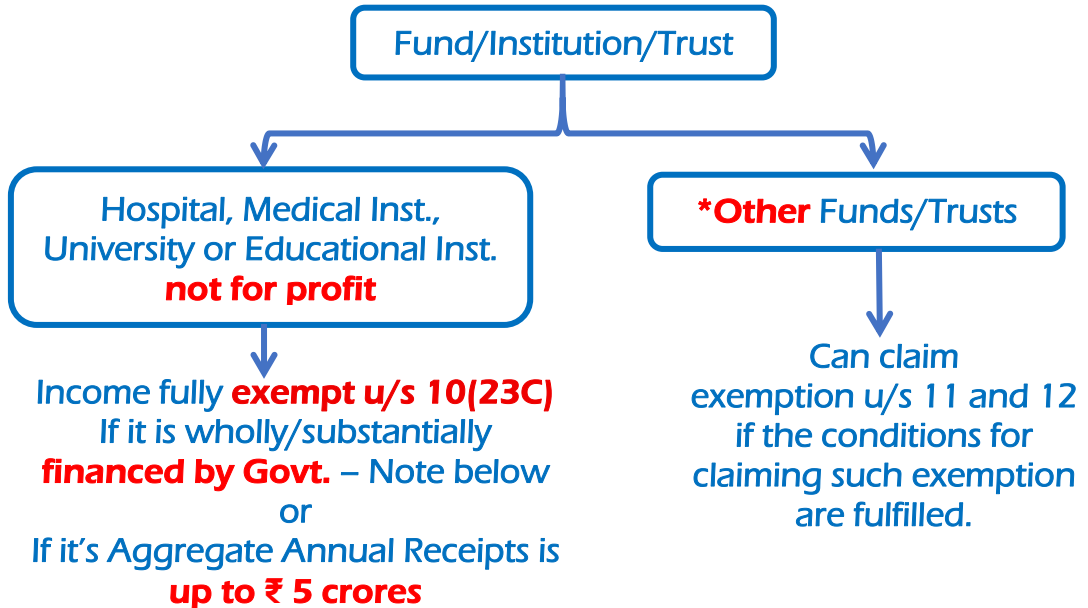 Fund/Institution/Trust
Hospital, Medical Inst.,
University or Educational Inst.
not for profit
*Other Funds/Trusts
Income fully exempt u/s 10(23C)
If it is wholly/substantially
financed by Govt. – Note below
or
If it’s Aggregate Annual Receipts is
up to ₹ 5 crores
Can claim
exemption u/s 11 and 12
if the conditions for
claiming such exemption
are fulfilled.